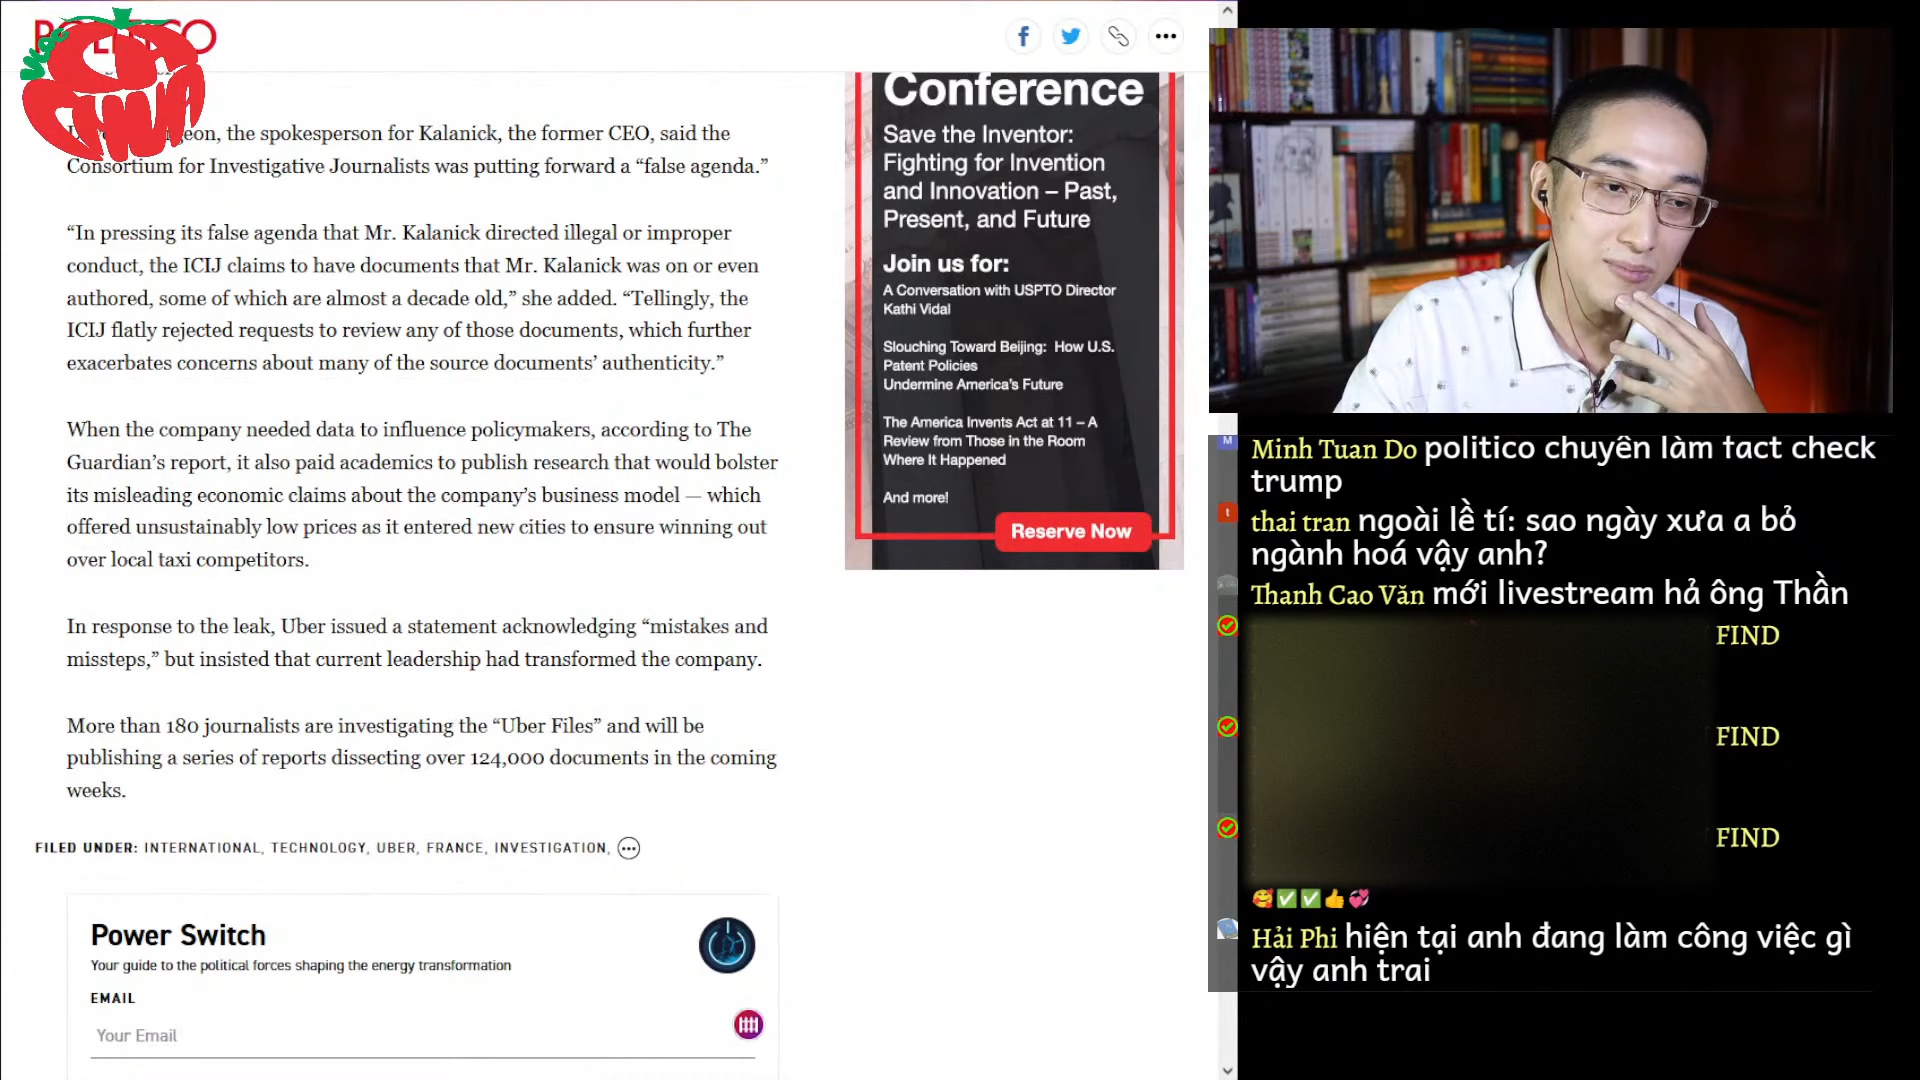 Conference
Save the Inventor:
Fighting for Invention
and Innovation – Past,
Present, and Future
Join us for:
A Conversation with USPTO Director
Kathi Vidal
Slouching Toward Beijing: How U.S.
Patent Policies
Undermine America's Future
The America Invents Act at 11 – A
Review from Those in the Room
Where It Happened
And more!
Reserve Now
the spokesperson for Kalanick, the former CEO, said the
Consortium for Investigative Journalists was putting forward a “false agenda.”
“In pressing its false agenda that Mr. Kalanick directed illegal or improper
conduct, the ICIJ claims to have documents that Mr. Kalanick was on or even
authored, some of which are almost a decade old,” she added. “Tellingly, the
ICIJ flatly rejected requests to review any of those documents, which further
exacerbates concerns about many of the source documents’ authenticity.”
When the company needed data to influence policymakers, according to The
Guardian’s report, it also paid academics to publish research that would bolster
its misleading economic claims about the company’s business model — which
offered unsustainably low prices as it entered new cities to ensure winning out
over local taxi competitors.
In response to the leak, Uber issued a statement acknowledging “mistakes and
missteps,” but insisted that current leadership had transformed the company.
More than 180 journalists are investigating the “Uber Files” and will be
publishing a series of reports dissecting over 124,000 documents in the coming
weeks.
FILED UNDER: INTERNATIONAL, TECHNOLOGY, UBER, FRANCE, INVESTIGATION,
Power Switch
Your guide to the political forces shaping the energy transformation
EMAIL
Your Email
M
Minh Tuan Do politico chuyên làm fact check
trump
t
thai tran ngoài lề tí: sao ngày xưa a bỏ
ngành hoá vậy anh?
Thanh Cao Văn mới livestream hả ông Thần
FIND
FIND
FIND
Hải Phi hiện tại anh đang làm công việc gì
vậy anh trai